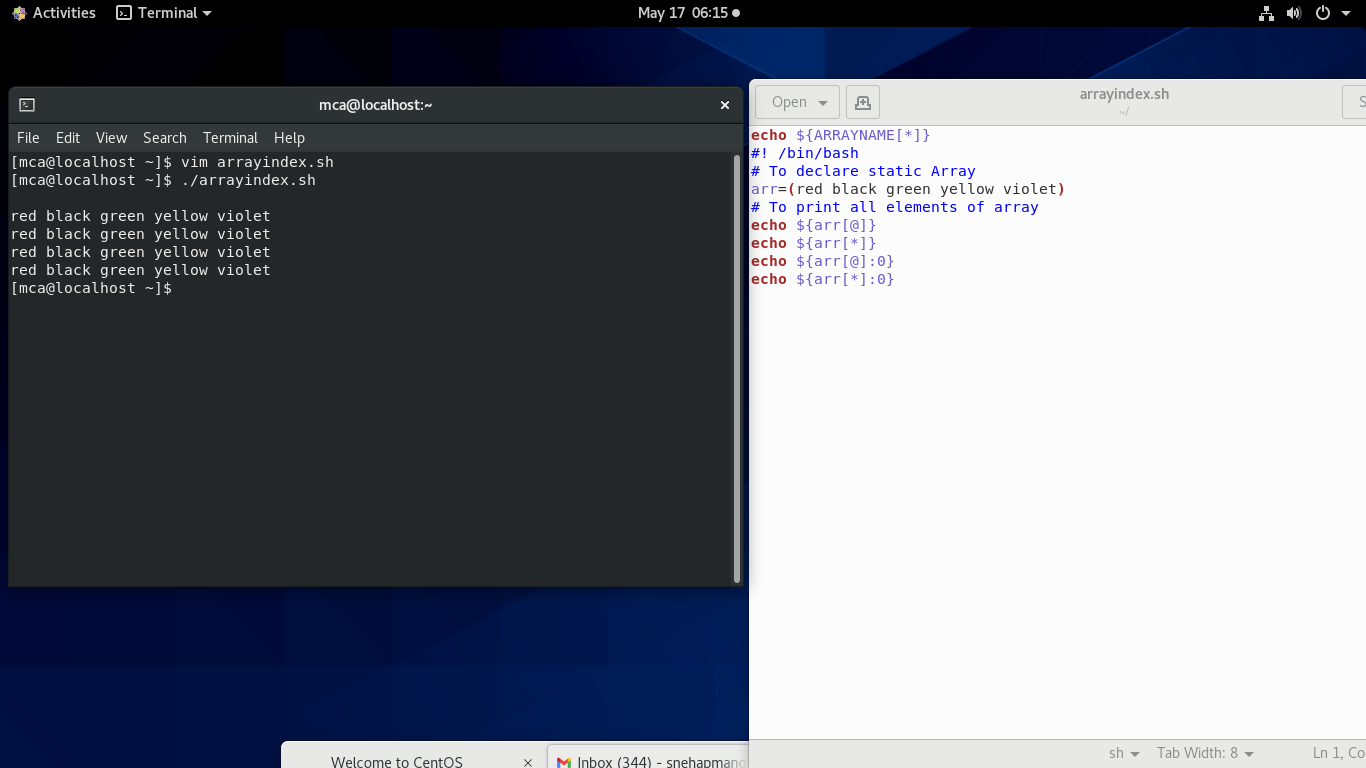 Activities Terminal May 17 06:15
mca@localhost:~
File Edit View Search Terminal Help
[mca@localhost ~]$ vim arrayindex.sh
[mca@localhost ~]$ ./arrayindex.sh
red black green yellow violet
red black green yellow violet
red black green yellow violet
red black green yellow violet
[mca@localhost ~]$
Open
arrayindex.sh
~/
echo ${ARRAYNAME[*]}
#! /bin/bash
# To declare static Array
arr=(red black green yellow violet)
# To print all elements of array
echo ${arr[@]}
echo ${arr[*]}
echo ${arr[@]:0}
echo ${arr[*]:0}
sh Tab Width: 8 Ln 1, Co
Welcome to CentOS
Inbox (344) - snehapmano